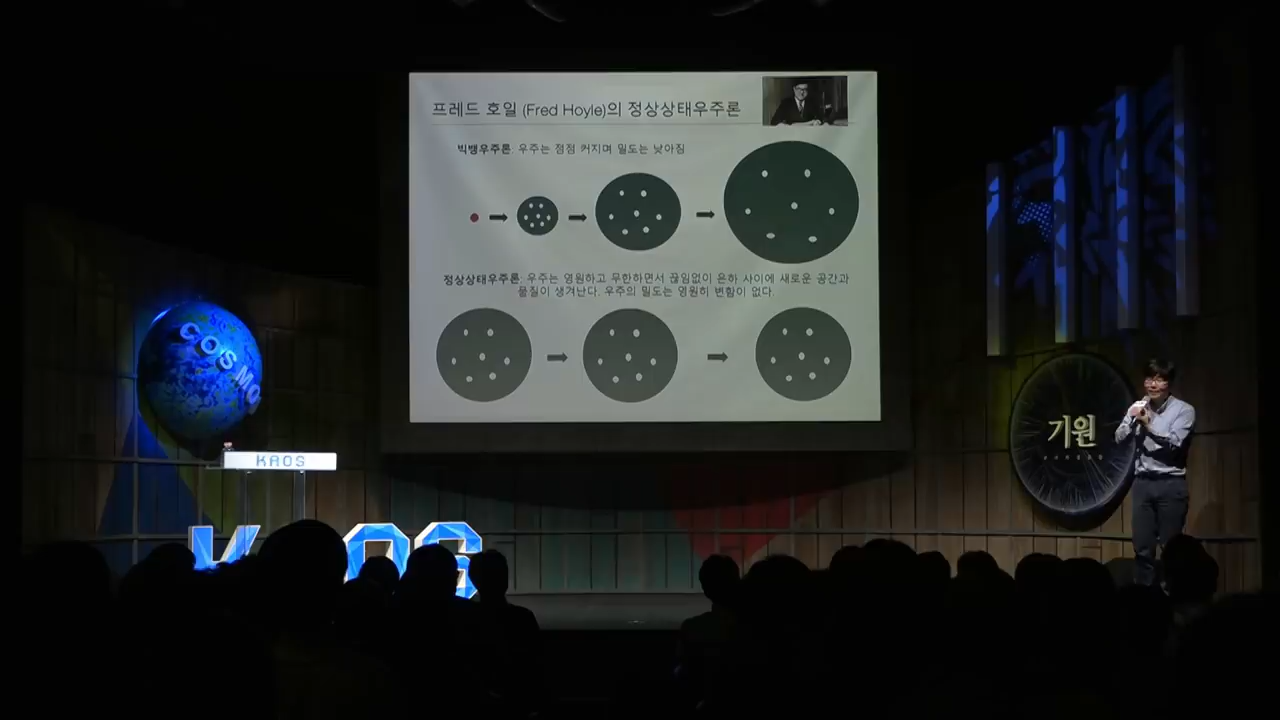 프레드 호일 (Fred Hoyle)의 정상상태우주론
빅뱅우주론: 우주는 점점 커지며 밀도는 낮아짐
정상상태우주론: 우주는 영원하고 무한하면서 끊임없이 은하 사이에 새로운 공간과
물질이 생겨난다. 우주의 밀도는 영원히 변함이 없다.
COSMO
KAOS
기원